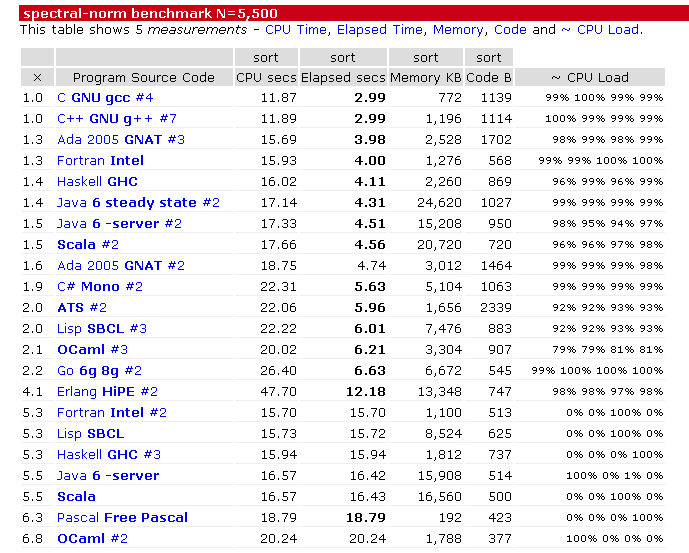 spectral-norm benchmark N=5,500
This table shows 5 measurements - CPU Time, Elapsed Time, Memory, Code and ~ CPU Load.
sort sort sort sort
× Program Source Code CPU secs Elapsed secs Memory KB Code B ~ CPU Load
1.0 C GNU gcc #4 11.87 2.99 772 1139 99% 100% 99% 99%
1.0 C++ GNU g++ #7 11.89 2.99 1,196 1114 100% 99% 99% 99%
1.3 Ada 2005 GNAT #3 15.69 3.98 2,528 1702 98% 99% 98% 99%
1.3 Fortran Intel 15.93 4.00 1,276 568 99% 99% 100% 100%
1.4 Haskell GHC 16.02 4.11 2,260 869 96% 99% 96% 99%
1.4 Java 6 steady state #2 17.14 4.31 24,620 1027 99% 99% 99% 99%
1.5 Java 6 -server #2 17.33 4.51 15,208 950 98% 95% 94% 97%
1.5 Scala #2 17.66 4.56 20,720 720 96% 96% 97% 98%
1.6 Ada 2005 GNAT #2 18.75 4.74 3,012 1464 99% 99% 99% 98%
1.9 C# Mono #2 22.31 5.63 5,104 1063 99% 99% 99% 99%
2.0 ATS #2 22.06 5.96 1,656 2339 92% 92% 93% 93%
2.0 Lisp SBCL #3 22.22 6.01 7,476 883 92% 92% 93% 93%
2.1 OCaml #3 20.02 6.21 3,304 907 79% 79% 81% 81%
2.2 Go 6g 8g #2 26.40 6.63 6,672 545 99% 100% 100% 100%
4.1 Erlang HiPE #2 47.70 12.18 13,348 747 98% 98% 97% 98%
5.3 Fortran Intel #2 15.70 15.70 1,100 513 0% 0% 100% 0%
5.3 Lisp SBCL 15.73 15.72 8,524 625 0% 0% 100% 0%
5.3 Haskell GHC #3 15.94 15.94 1,812 737 0% 0% 0% 100%
5.5 Java 6 -server 16.57 16.42 15,908 514 100% 0% 1% 0%
5.5 Scala 16.57 16.43 16,560 500 0% 0% 100% 0%
6.3 Pascal Free Pascal 18.79 18.79 192 423 0% 0% 0% 100%
6.8 OCaml #2 20.24 20.24 1,788 377 100% 0% 0% 0%